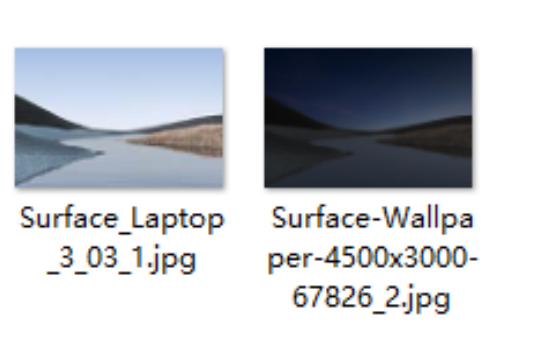 Surface_Laptop
_3_03_1.jpg
Surface-Wallpa
per-4500x3000-
67826_2.jpg